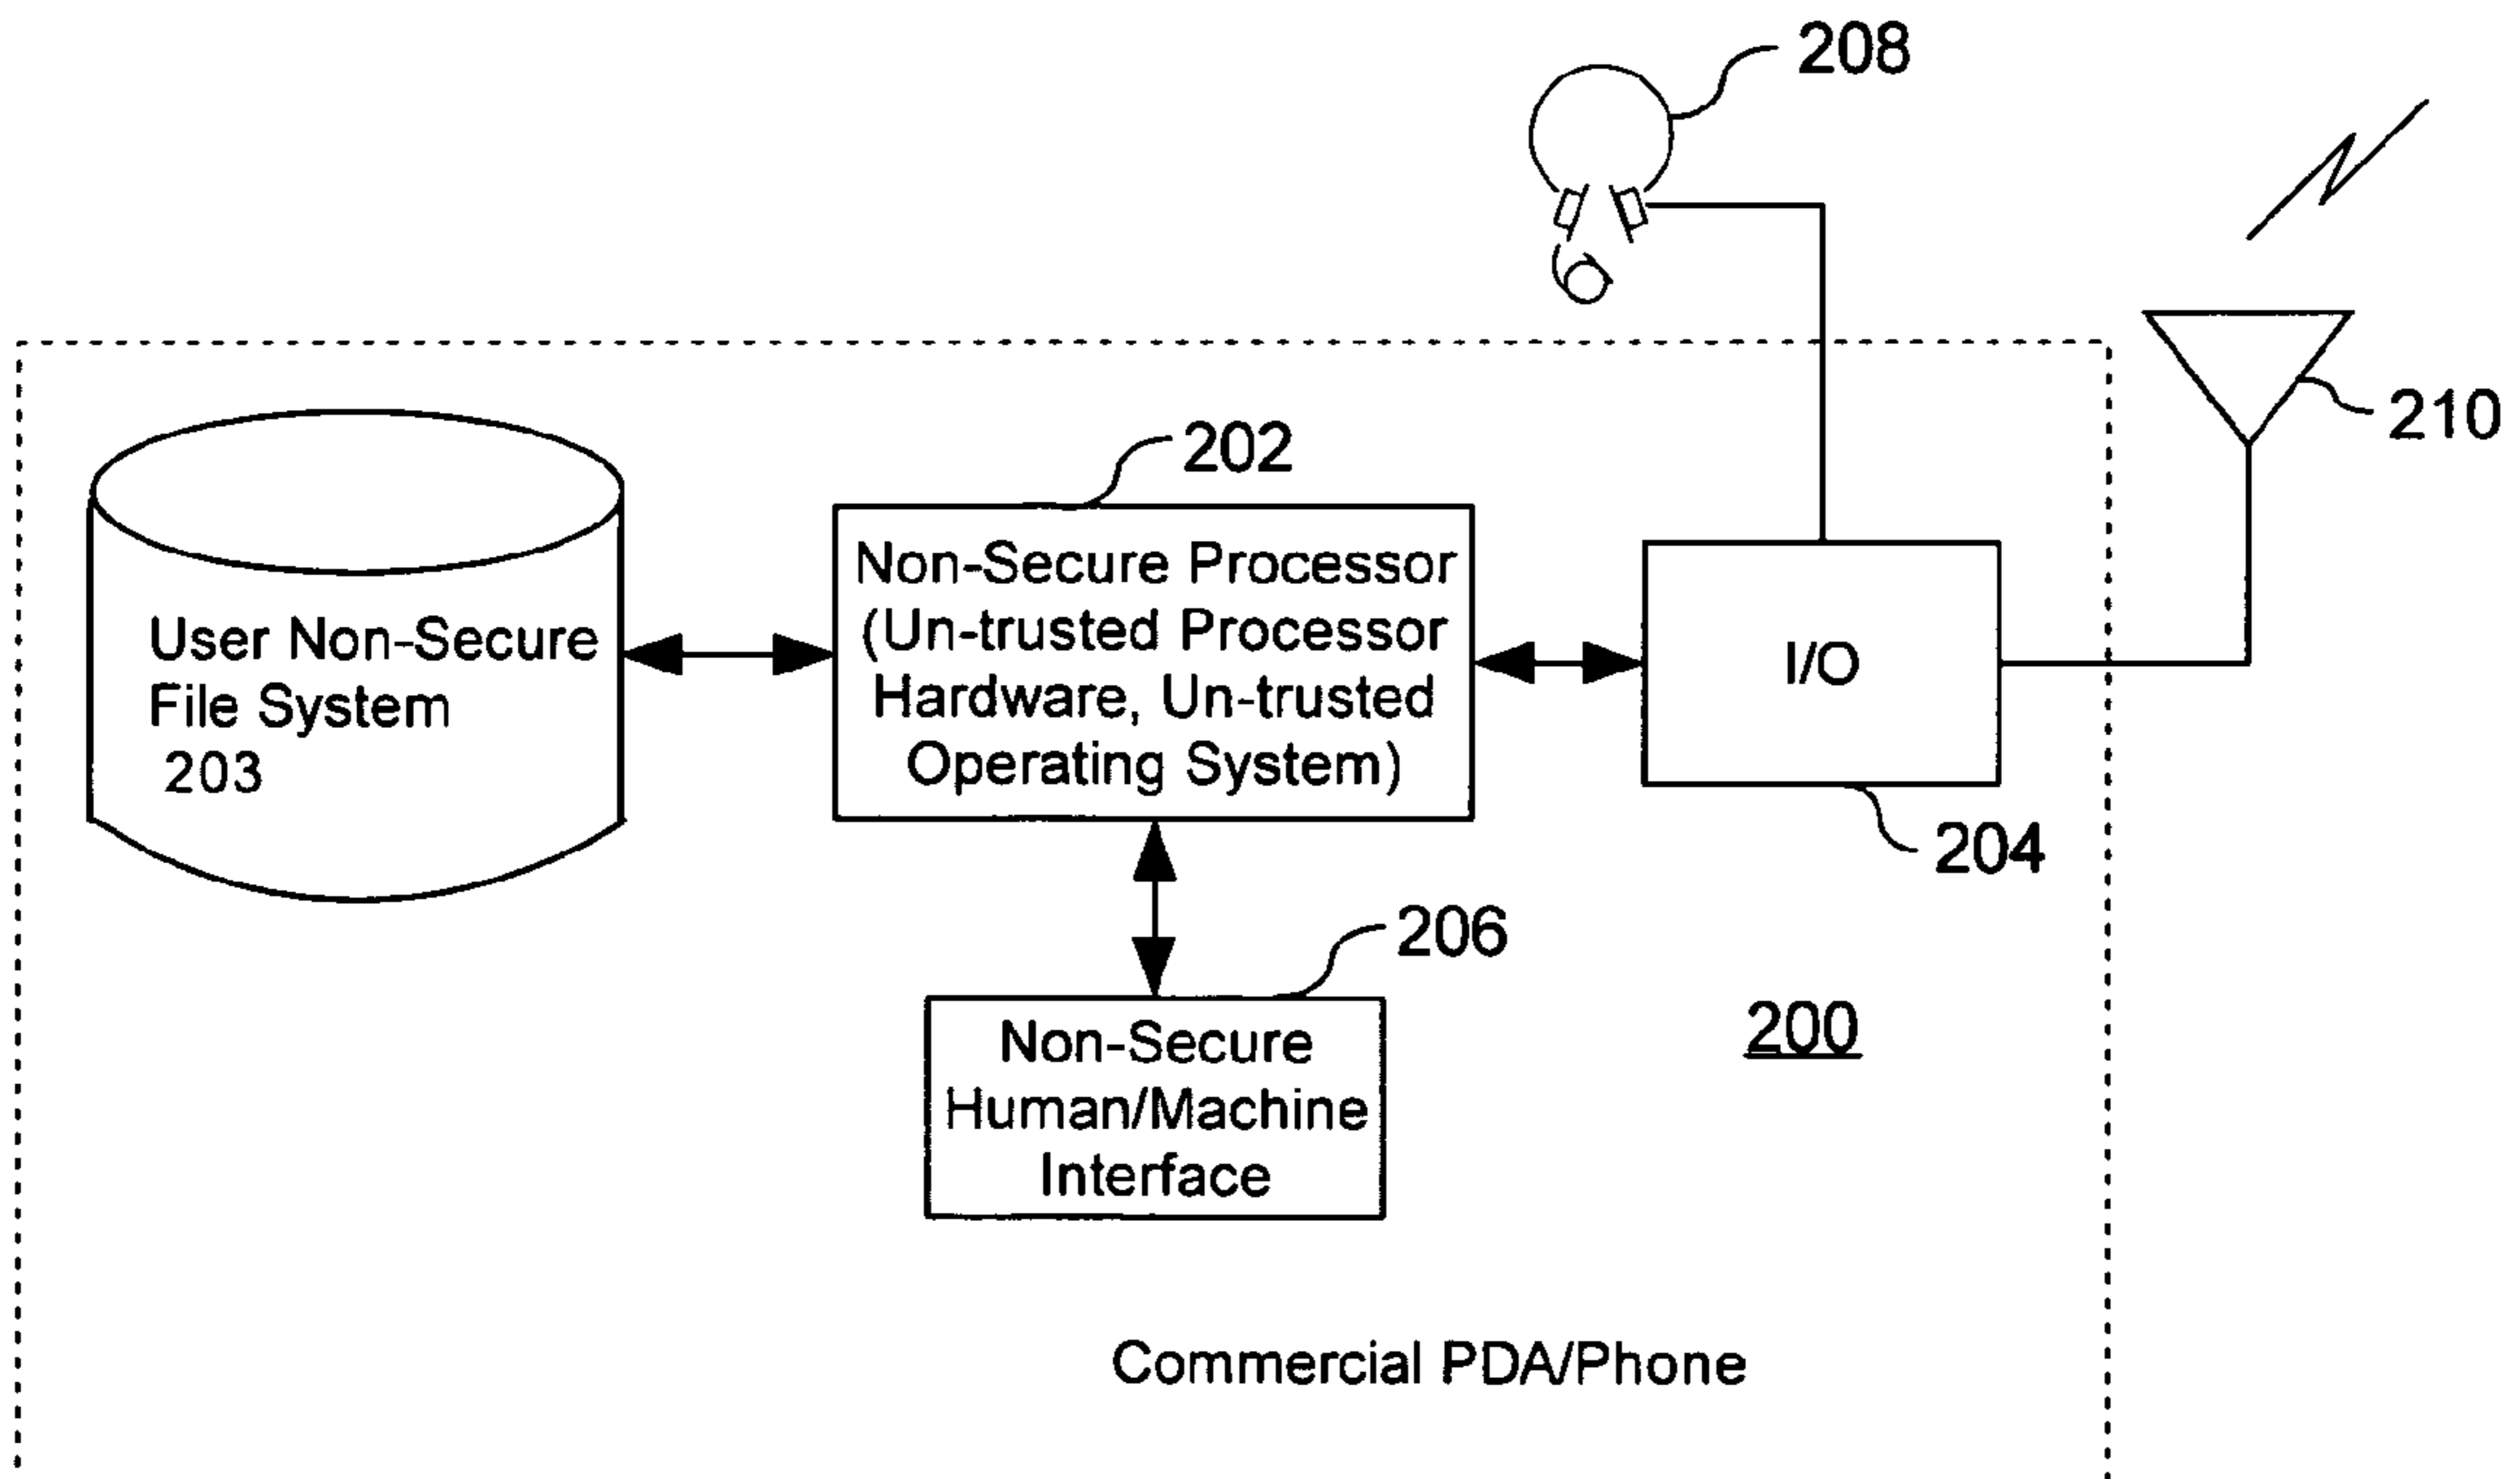 208
210
202
Non-Secure Processor
(Un-trusted Processor
Hardware, Un-trusted
Operating System)
User Non-Secure
File System
203
I/O
204
206
Non-Secure
Human/Machine
Interface
200
Commercial PDA/Phone